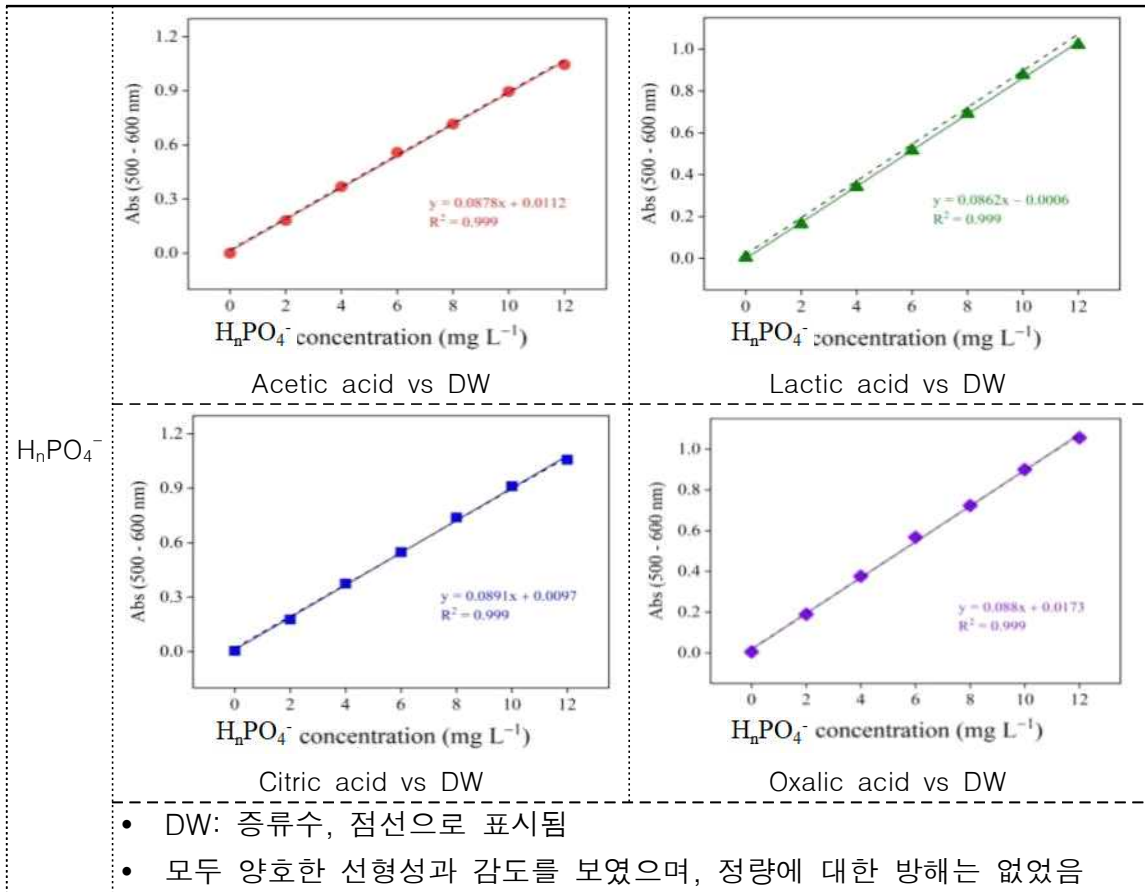 1.2
0.9
0.6
0.3
0.0
Abs (500 - 600 nm)
y = 0.0878x + 0.0112
R² = 0.999
0 2 4 6 8 10 12
HₙPO₄⁻ concentration (mg L⁻¹)
Acetic acid vs DW
1.0
0.8
0.6
0.4
0.2
0.0
Abs (500 - 600 nm)
y = 0.0862x − 0.0006
R² = 0.999
0 2 4 6 8 10 12
HₙPO₄⁻ concentration (mg L⁻¹)
Lactic acid vs DW
HₙPO₄⁻
1.2
0.9
0.6
0.3
0.0
Abs (500 - 600 nm)
y = 0.0891x + 0.0097
R² = 0.999
0 2 4 6 8 10 12
HₙPO₄⁻ concentration (mg L⁻¹)
Citric acid vs DW
1.0
0.8
0.6
0.4
0.2
0.0
Abs (500 - 600 nm)
y = 0.088x + 0.0173
R² = 0.999
0 2 4 6 8 10 12
HₙPO₄⁻ concentration (mg L⁻¹)
Oxalic acid vs DW
• DW: 증류수, 점선으로 표시됨
• 모두 양호한 선형성과 감도를 보였으며, 정량에 대한 방해는 없었음